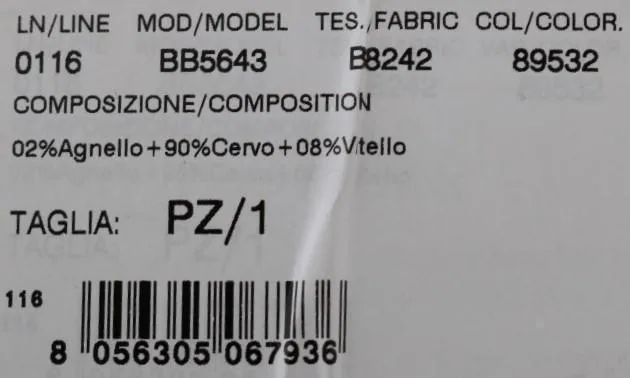 LN/LINE MOD/MODEL TES./FABRIC COL/COLOR.
0116 BB5643 B8242 89532
COMPOSIZIONE/COMPOSITION
02%Agnello+90%Cervo+08%Vitello
TAGLIA: PZ/1
116
8 056305 067936